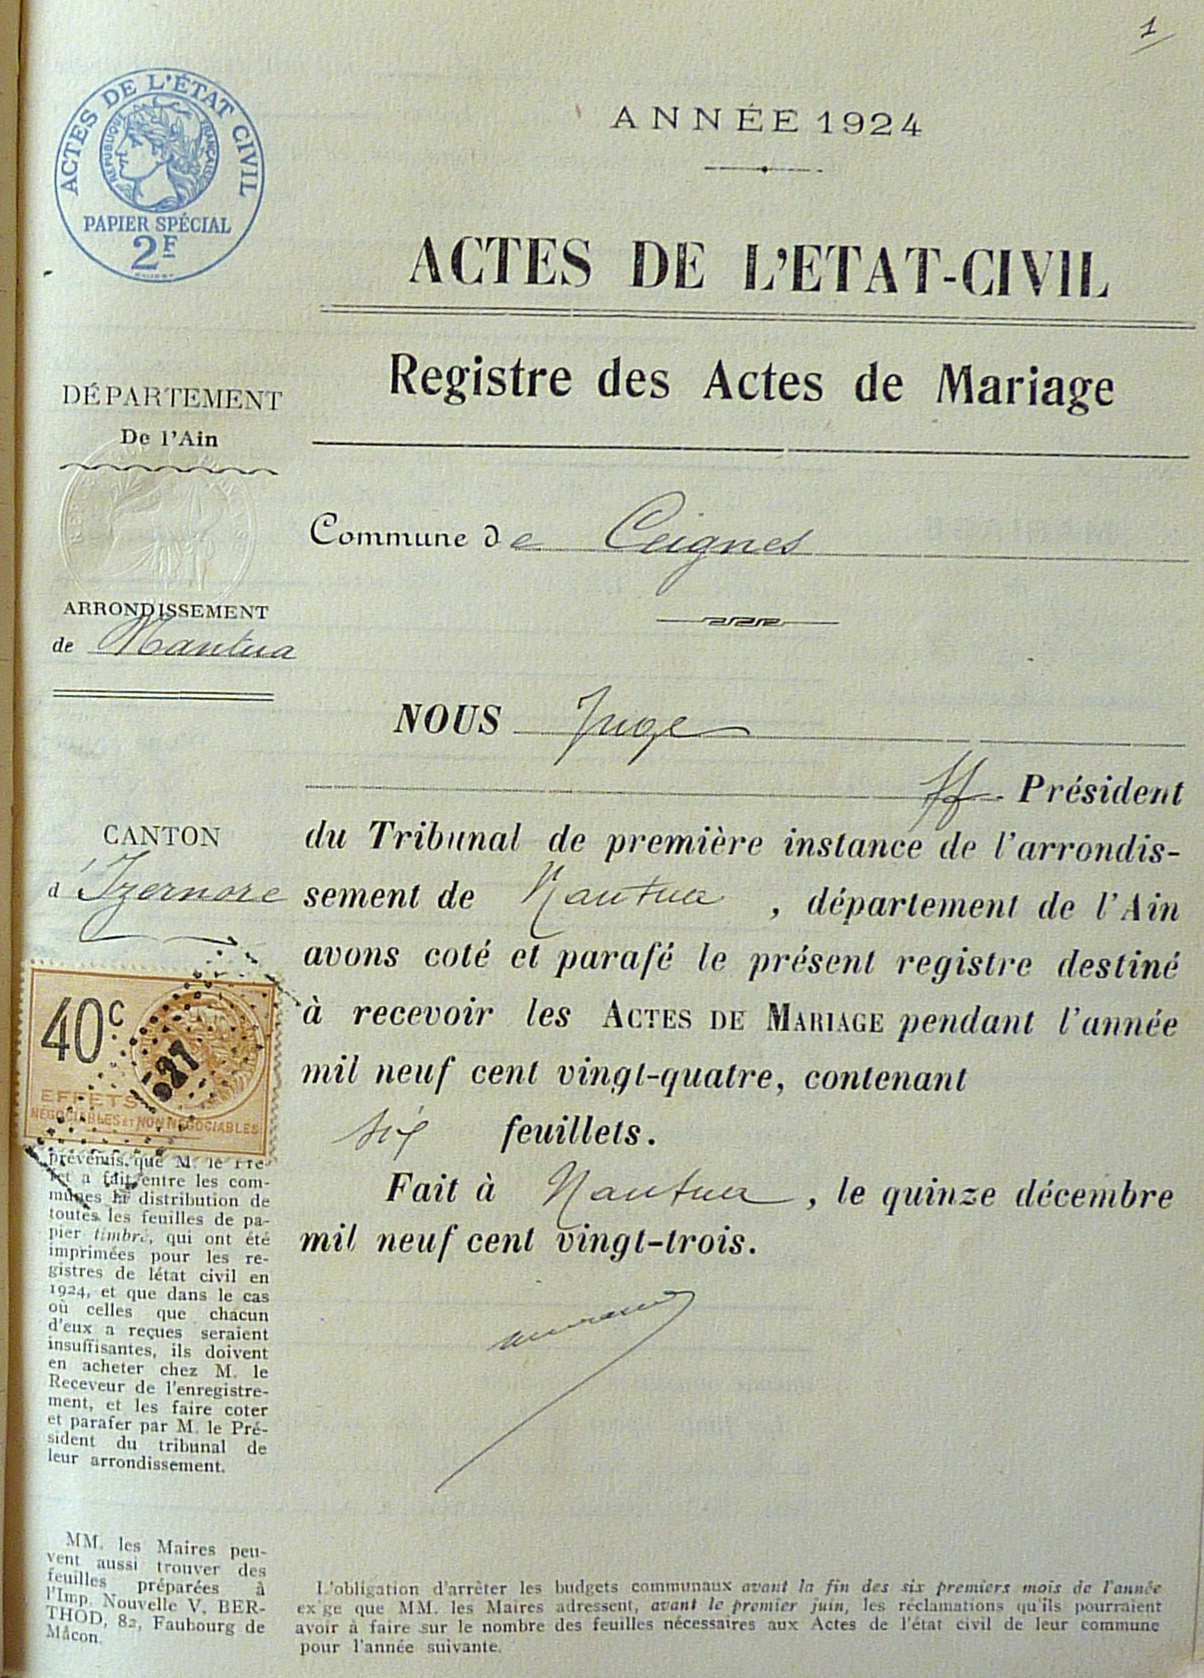 1
ANNÉE 1924
ACTES DE L'ÉTAT CIVIL
RÉPUBLIQUE FRANÇAISE
PAPIER SPÉCIAL
2F
ACTES DE L'ETAT-CIVIL
Registre des Actes de Mariage
DÉPARTEMENT
De l'Ain
Commune de Ceignes
ARRONDISSEMENT
de Nantua
NOUS Juge
ff Président
CANTON
d'Izernore
du Tribunal de première instance de l'arrondis-
sement de Nantua, département de l'Ain
avons coté et parafé le présent registre destiné
à recevoir les ACTES DE MARIAGE pendant l'année
mil neuf cent vingt-quatre, contenant
six feuillets.
Fait à Nantua, le quinze décembre
mil neuf cent vingt-trois.
40c
527
EFFETS
NÉGOCIABLES ET NON NÉGOCIABLES
prévenus que M. le Pré-
fet a fait entre les com-
munes la distribution de
toutes les feuilles de pa-
pier timbré, qui ont été
imprimées pour les re-
gistres de létat civil en
1924, et que dans le cas
où celles que chacun
d'eux a reçues seraient
insuffisantes, ils doivent
en acheter chez M. le
Receveur de l'enregistre-
ment, et les faire coter
et parafer par M. le Pré-
sident du tribunal de
leur arrondissement.
MM. les Maires peu-
vent aussi trouver des
feuilles préparées à
l'Imp. Nouvelle V. BER-
THOD, 82, Faubourg de
Mâcon.
L'obligation d'arrêter les budgets communaux avant la fin des six premiers mois de l'année
exige que MM. les Maires adressent, avant le premier juin, les réclamations qu'ils pourraient
avoir à faire sur le nombre des feuilles nécessaires aux Actes de l'état civil de leur commune
pour l'année suivante.